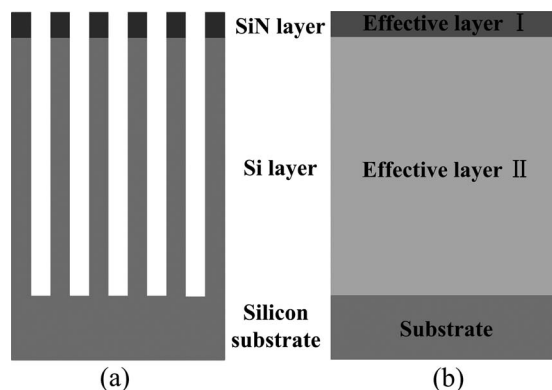 SiN layer
Effective layer Ⅰ
Si layer
Effective layer Ⅱ
Silicon
substrate
Substrate
(a)
(b)